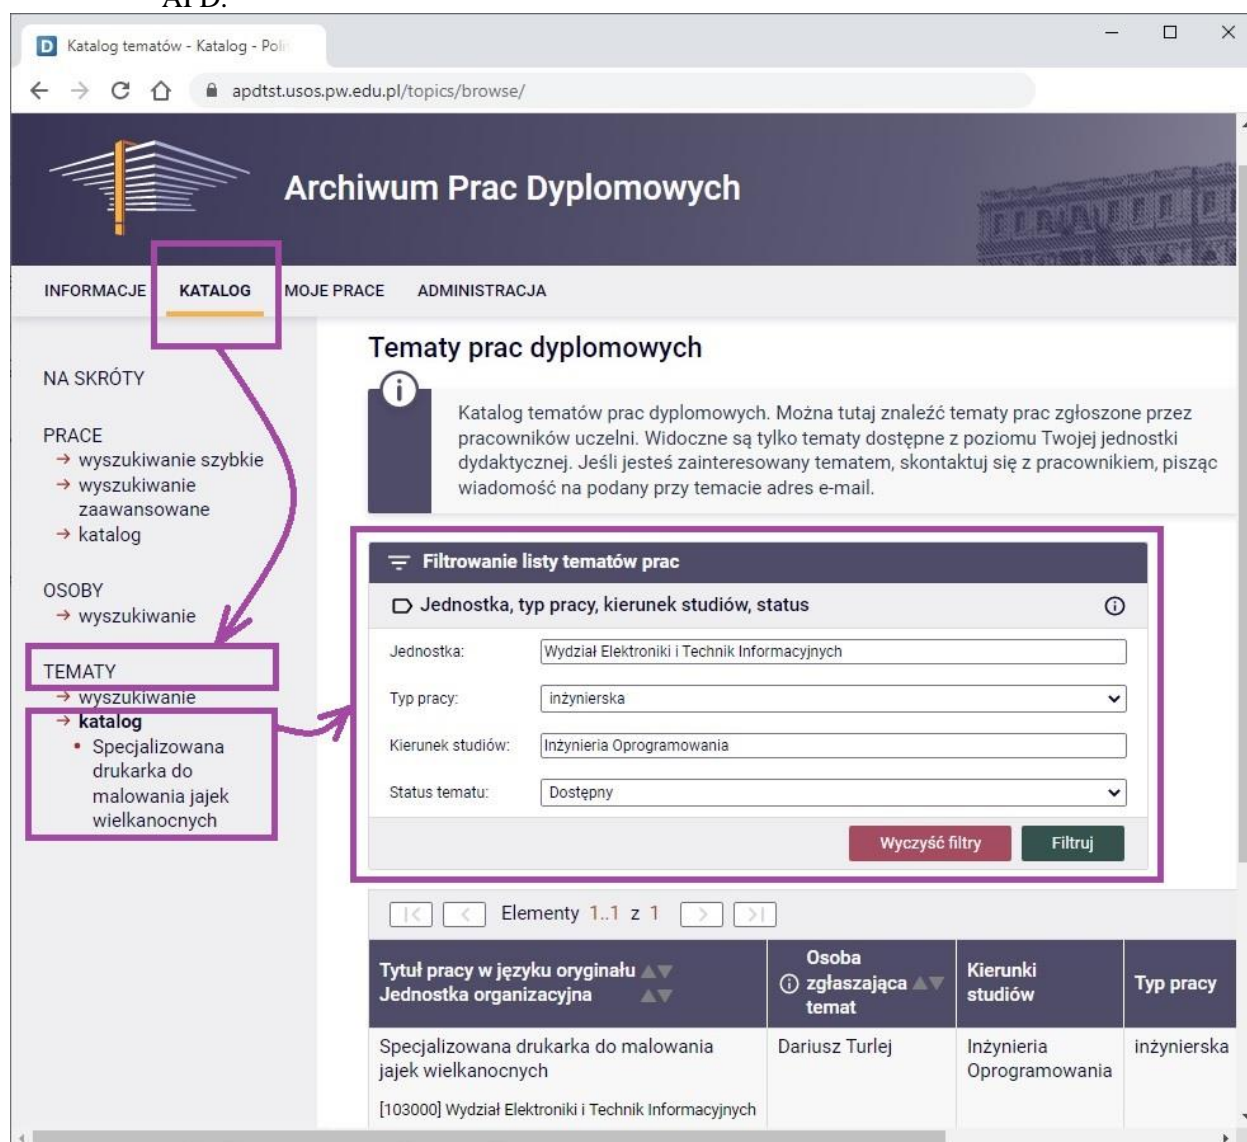 APD.
Katalog tematów - Katalog - Poli
apdtst.usos.pw.edu.pl/topics/browse/
Archiwum Prac Dyplomowych
INFORMACJE KATALOG MOJE PRACE ADMINISTRACJA
NA SKRÓTY
PRACE
→ wyszukiwanie szybkie
→ wyszukiwanie
zaawansowane
→ katalog
OSOBY
→ wyszukiwanie
TEMATY
→ wyszukiwanie
→ katalog
• Specjalizowana
drukarka do
malowania jajek
wielkanocnych
Tematy prac dyplomowych
Katalog tematów prac dyplomowych. Można tutaj znaleźć tematy prac zgłoszone przez
pracowników uczelni. Widoczne są tylko tematy dostępne z poziomu Twojej jednostki
dydaktycznej. Jeśli jesteś zainteresowany tematem, skontaktuj się z pracownikiem, pisząc
wiadomość na podany przy temacie adres e-mail.
Filtrowanie listy tematów prac
Jednostka, typ pracy, kierunek studiów, status
Jednostka: Wydział Elektroniki i Technik Informacyjnych
Typ pracy: inżynierska
Kierunek studiów: Inżynieria Oprogramowania
Status tematu: Dostępny
Wyczyść filtry Filtruj
Elementy 1..1 z 1
Tytuł pracy w języku oryginału
Jednostka organizacyjna
Osoba
zgłaszająca
temat
Kierunki
studiów
Typ pracy
Specjalizowana drukarka do malowania
jajek wielkanocnych
[103000] Wydział Elektroniki i Technik Informacyjnych
Dariusz Turlej
Inżynieria
Oprogramowania
inżynierska